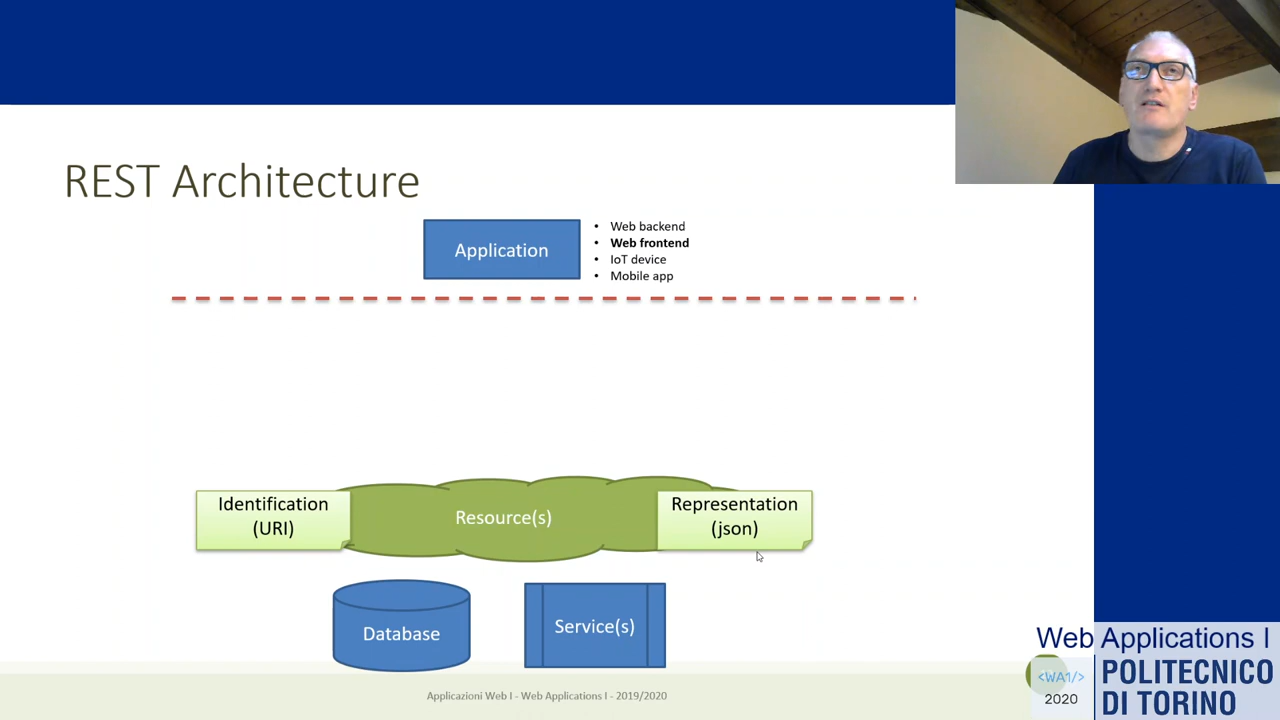 REST Architecture
Application
• Web backend
• Web frontend
• IoT device
• Mobile app
Identification
(URI)
Resource(s)
Representation
(json)
Database
Service(s)
Applicazioni Web I - Web Applications I - 2019/2020
Web Applications I
<WA1/>
2020
POLITECNICO
DI TORINO